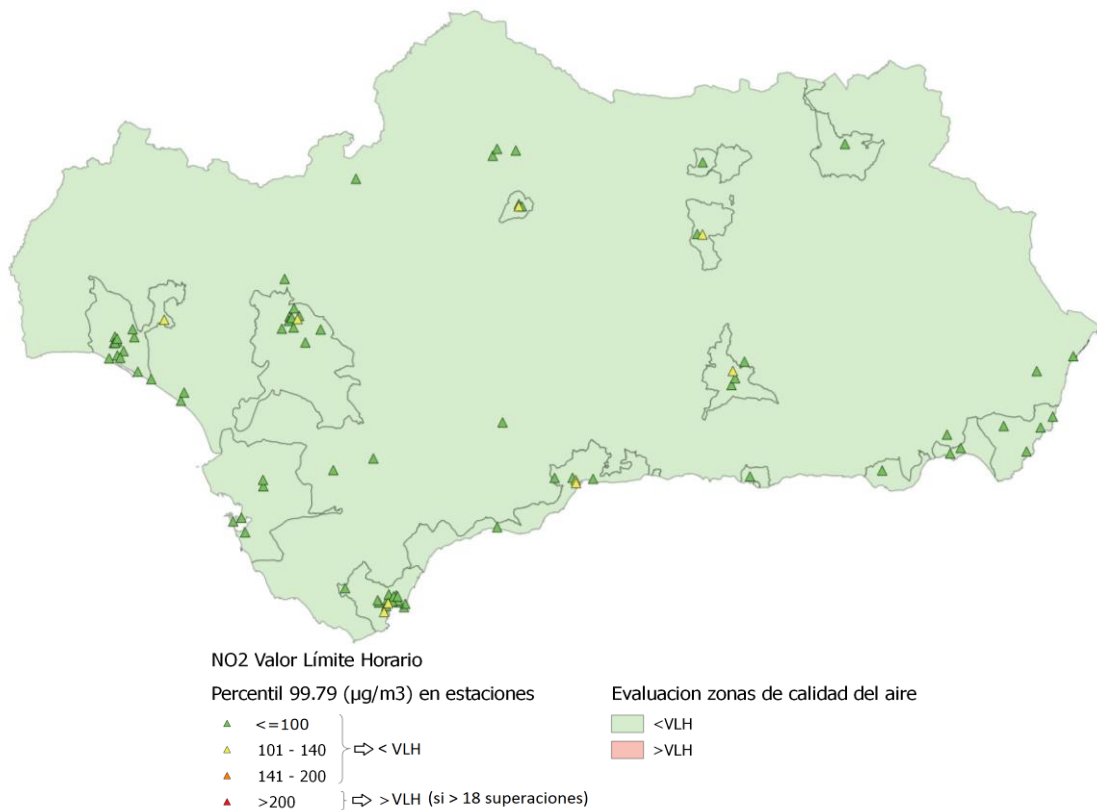 NO2 Valor Límite Horario
Percentil 99.79 (µg/m3) en estaciones
Evaluacion zonas de calidad del aire
<=100
<VLH
101 - 140
< VLH
>VLH
141 - 200
>200
>VLH (si > 18 superaciones)